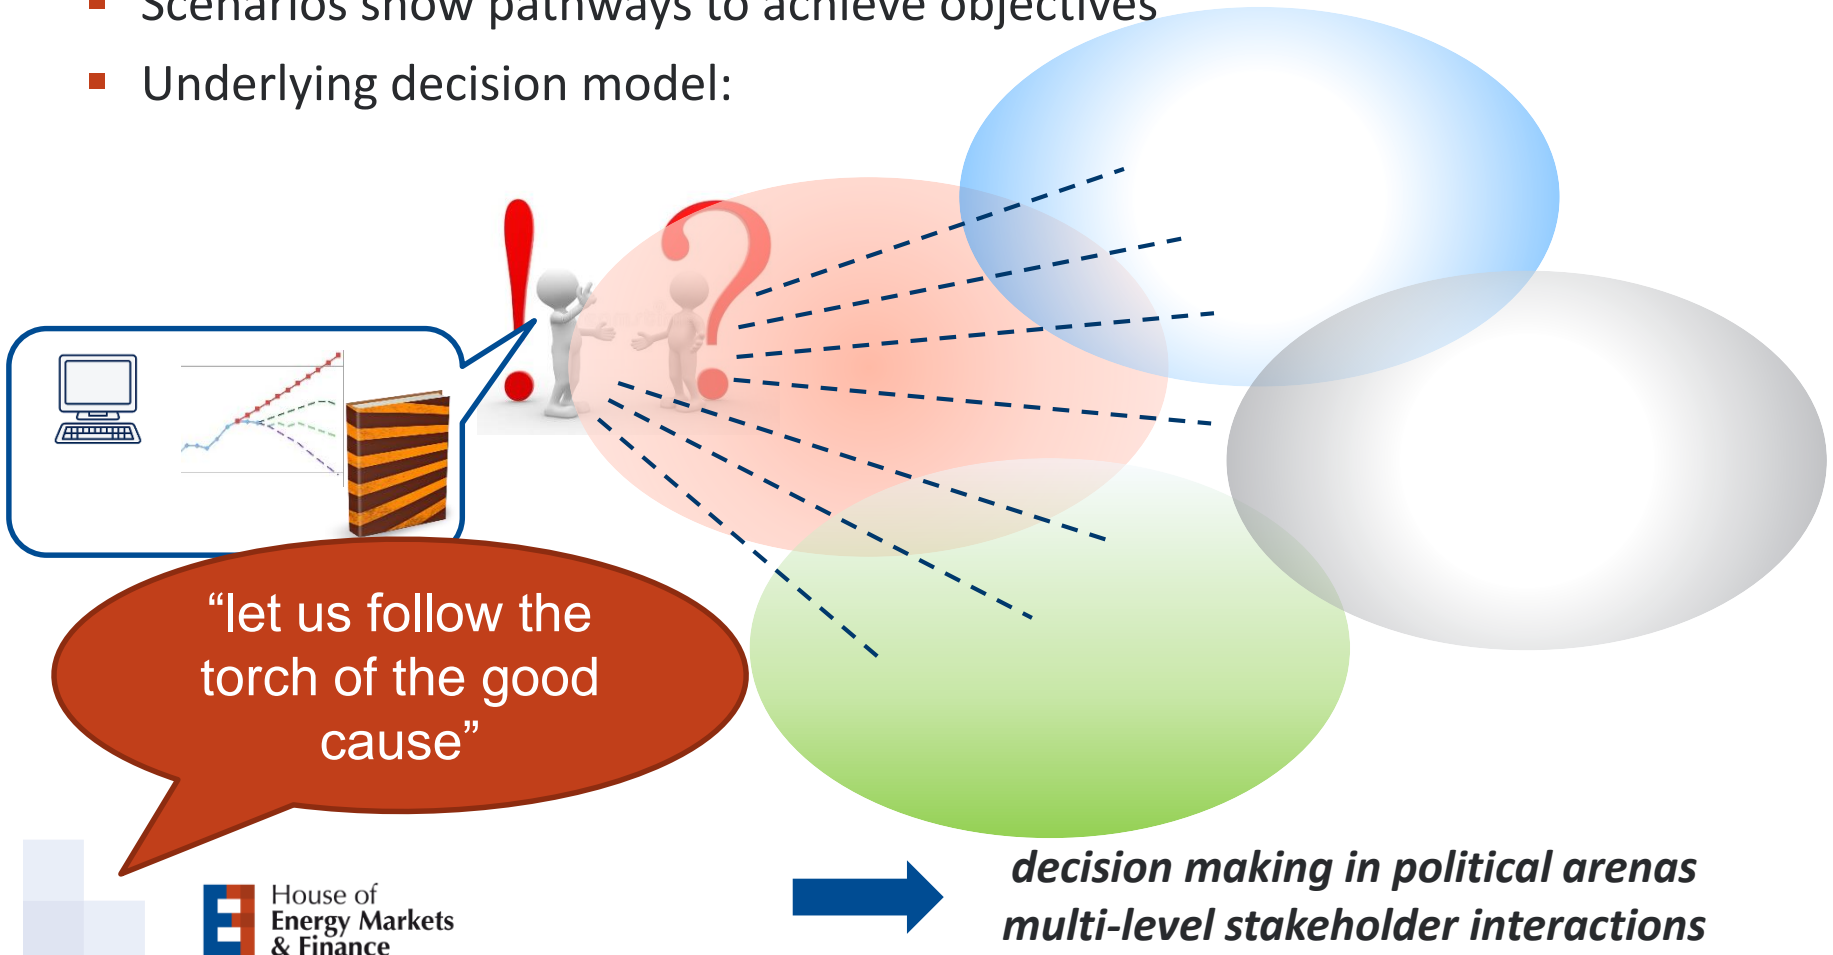 Scenarios show pathways to achieve objectives
Underlying decision model:
“let us follow the
torch of the good
cause”
House of
Energy Markets
& Finance
decision making in political arenas
multi-level stakeholder interactions